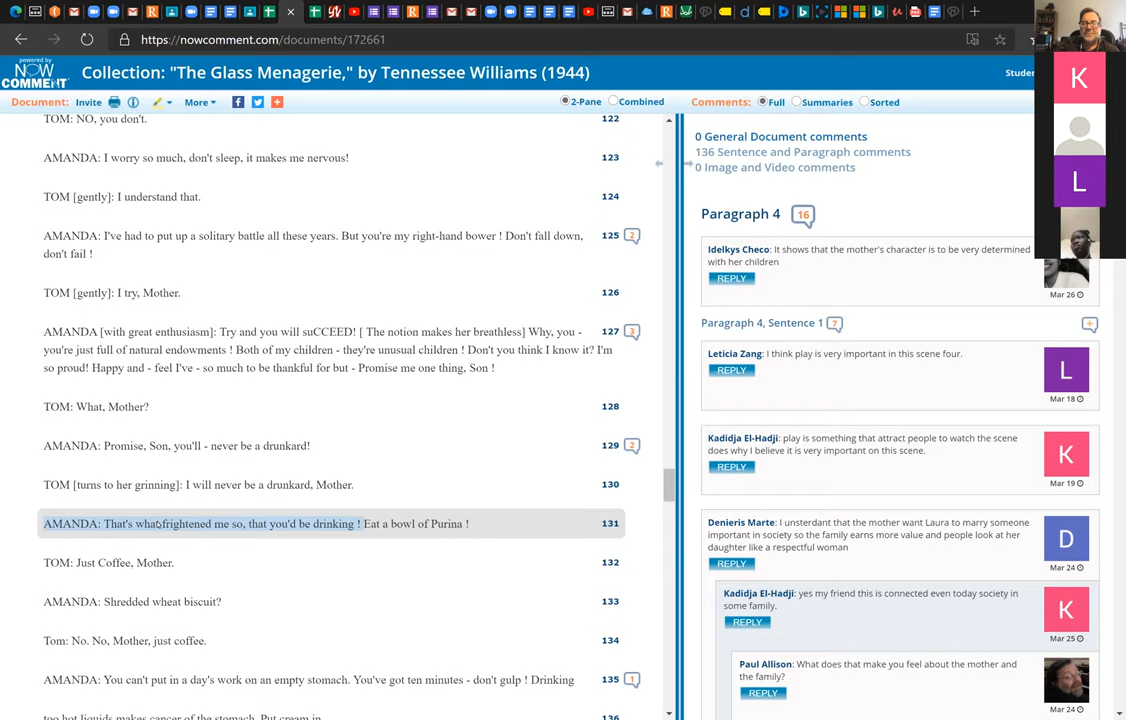 https://nowcomment.com/documents/172661
powered by
NOW
COMMENT
Collection: "The Glass Menagerie," by Tennessee Williams (1944)
Document: Invite More
2-Pane Combined
Comments: Full Summaries Sorted
TOM: NO, you don't. 122
AMANDA: I worry so much, don't sleep, it makes me nervous! 123
TOM [gently]: I understand that. 124
AMANDA: I've had to put up a solitary battle all these years. But you're my right-hand bower ! Don't fall down, 125 2
don't fail !
TOM [gently]: I try, Mother. 126
AMANDA [with great enthusiasm]: Try and you will suCCEED! [ The notion makes her breathless] Why, you - 127 3
you're just full of natural endowments ! Both of my children - they're unusual children ! Don't you think I know it? I'm
so proud! Happy and - feel I've - so much to be thankful for but - Promise me one thing, Son !
TOM: What, Mother? 128
AMANDA: Promise, Son, you'll - never be a drunkard! 129 2
TOM [turns to her grinning]: I will never be a drunkard, Mother. 130
AMANDA: That's what frightened me so, that you'd be drinking ! Eat a bowl of Purina ! 131
TOM: Just Coffee, Mother. 132
AMANDA: Shredded wheat biscuit? 133
Tom: No. No, Mother, just coffee. 134
AMANDA: You can't put in a day's work on an empty stomach. You've got ten minutes - don't gulp ! Drinking 135 1
too hot liquids makes cancer of the stomach. Put cream in. 136
0 General Document comments
136 Sentence and Paragraph comments
0 Image and Video comments
Paragraph 4 16
Idelkys Checo: It shows that the mother's character is to be very determined
with her children
REPLY
Mar 26
Paragraph 4, Sentence 1 7
+
Leticia Zang: I think play is very important in this scene four.
REPLY
L
Mar 18
Kadidja El-Hadji: play is something that attract people to watch the scene
does why I believe it is very important on this scene.
REPLY
K
Mar 19
Denieris Marte: I unsterdant that the mother want Laura to marry someone
important in society so the family earns more value and people look at her
daughter like a respectful woman
REPLY
D
Mar 24
Kadidja El-Hadji: yes my friend this is connected even today society in
some family.
REPLY
K
Mar 25
Paul Allison: What does that make you feel about the mother and
the family?
REPLY
Mar 24
K
L